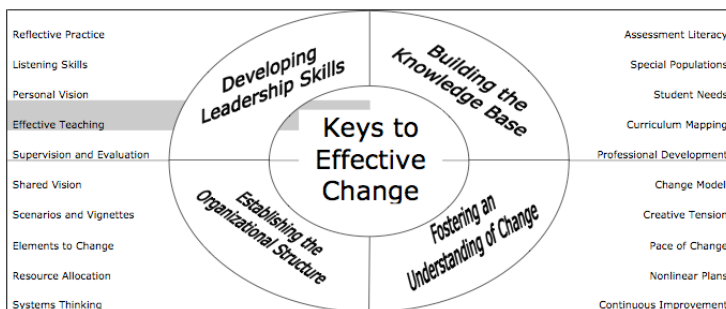 Reflective Practice
Listening Skills
Personal Vision
Effective Teaching
Supervision and Evaluation
Shared Vision
Scenarios and Vignettes
Elements to Change
Resource Allocation
Systems Thinking
Developing
Leadership Skills
Building the
Knowledge Base
Keys to
Effective
Change
Establishing the
Organizational Structure
Fostering an
Understanding of Change
Assessment Literacy
Special Populations
Student Needs
Curriculum Mapping
Professional Development
Change Model
Creative Tension
Pace of Change
Nonlinear Plans
Continuous Improvement